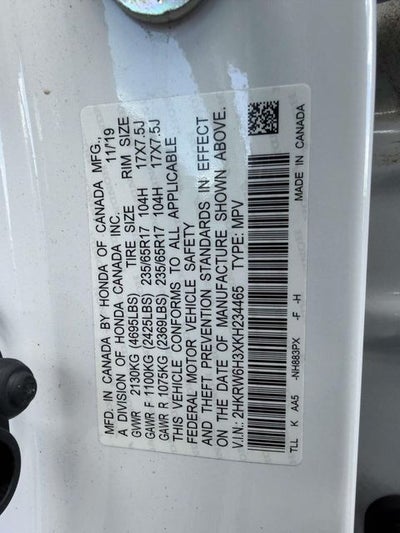 MFD. IN CANADA BY HONDA OF CANADA MFG.,
A DIVISION OF HONDA CANADA INC. 11/19
TIRE SIZE RIM SIZE
GVWR 2130KG (4695LBS)
GAWR F 1100KG (2425LBS) 235/65R17 104H 17X7.5J
GAWR R 1075KG (2369LBS) 235/65R17 104H 17X7.5J
THIS VEHICLE CONFORMS TO ALL APPLICABLE
FEDERAL MOTOR VEHICLE SAFETY
AND THEFT PREVENTION STANDARDS IN EFFECT
ON THE DATE OF MANUFACTURE SHOWN ABOVE.
V.I.N: 2HKRW6H3XKH234465 TYPE: MPV
TLL K AA5 -NH883PX -F -H
MADE IN CANADA